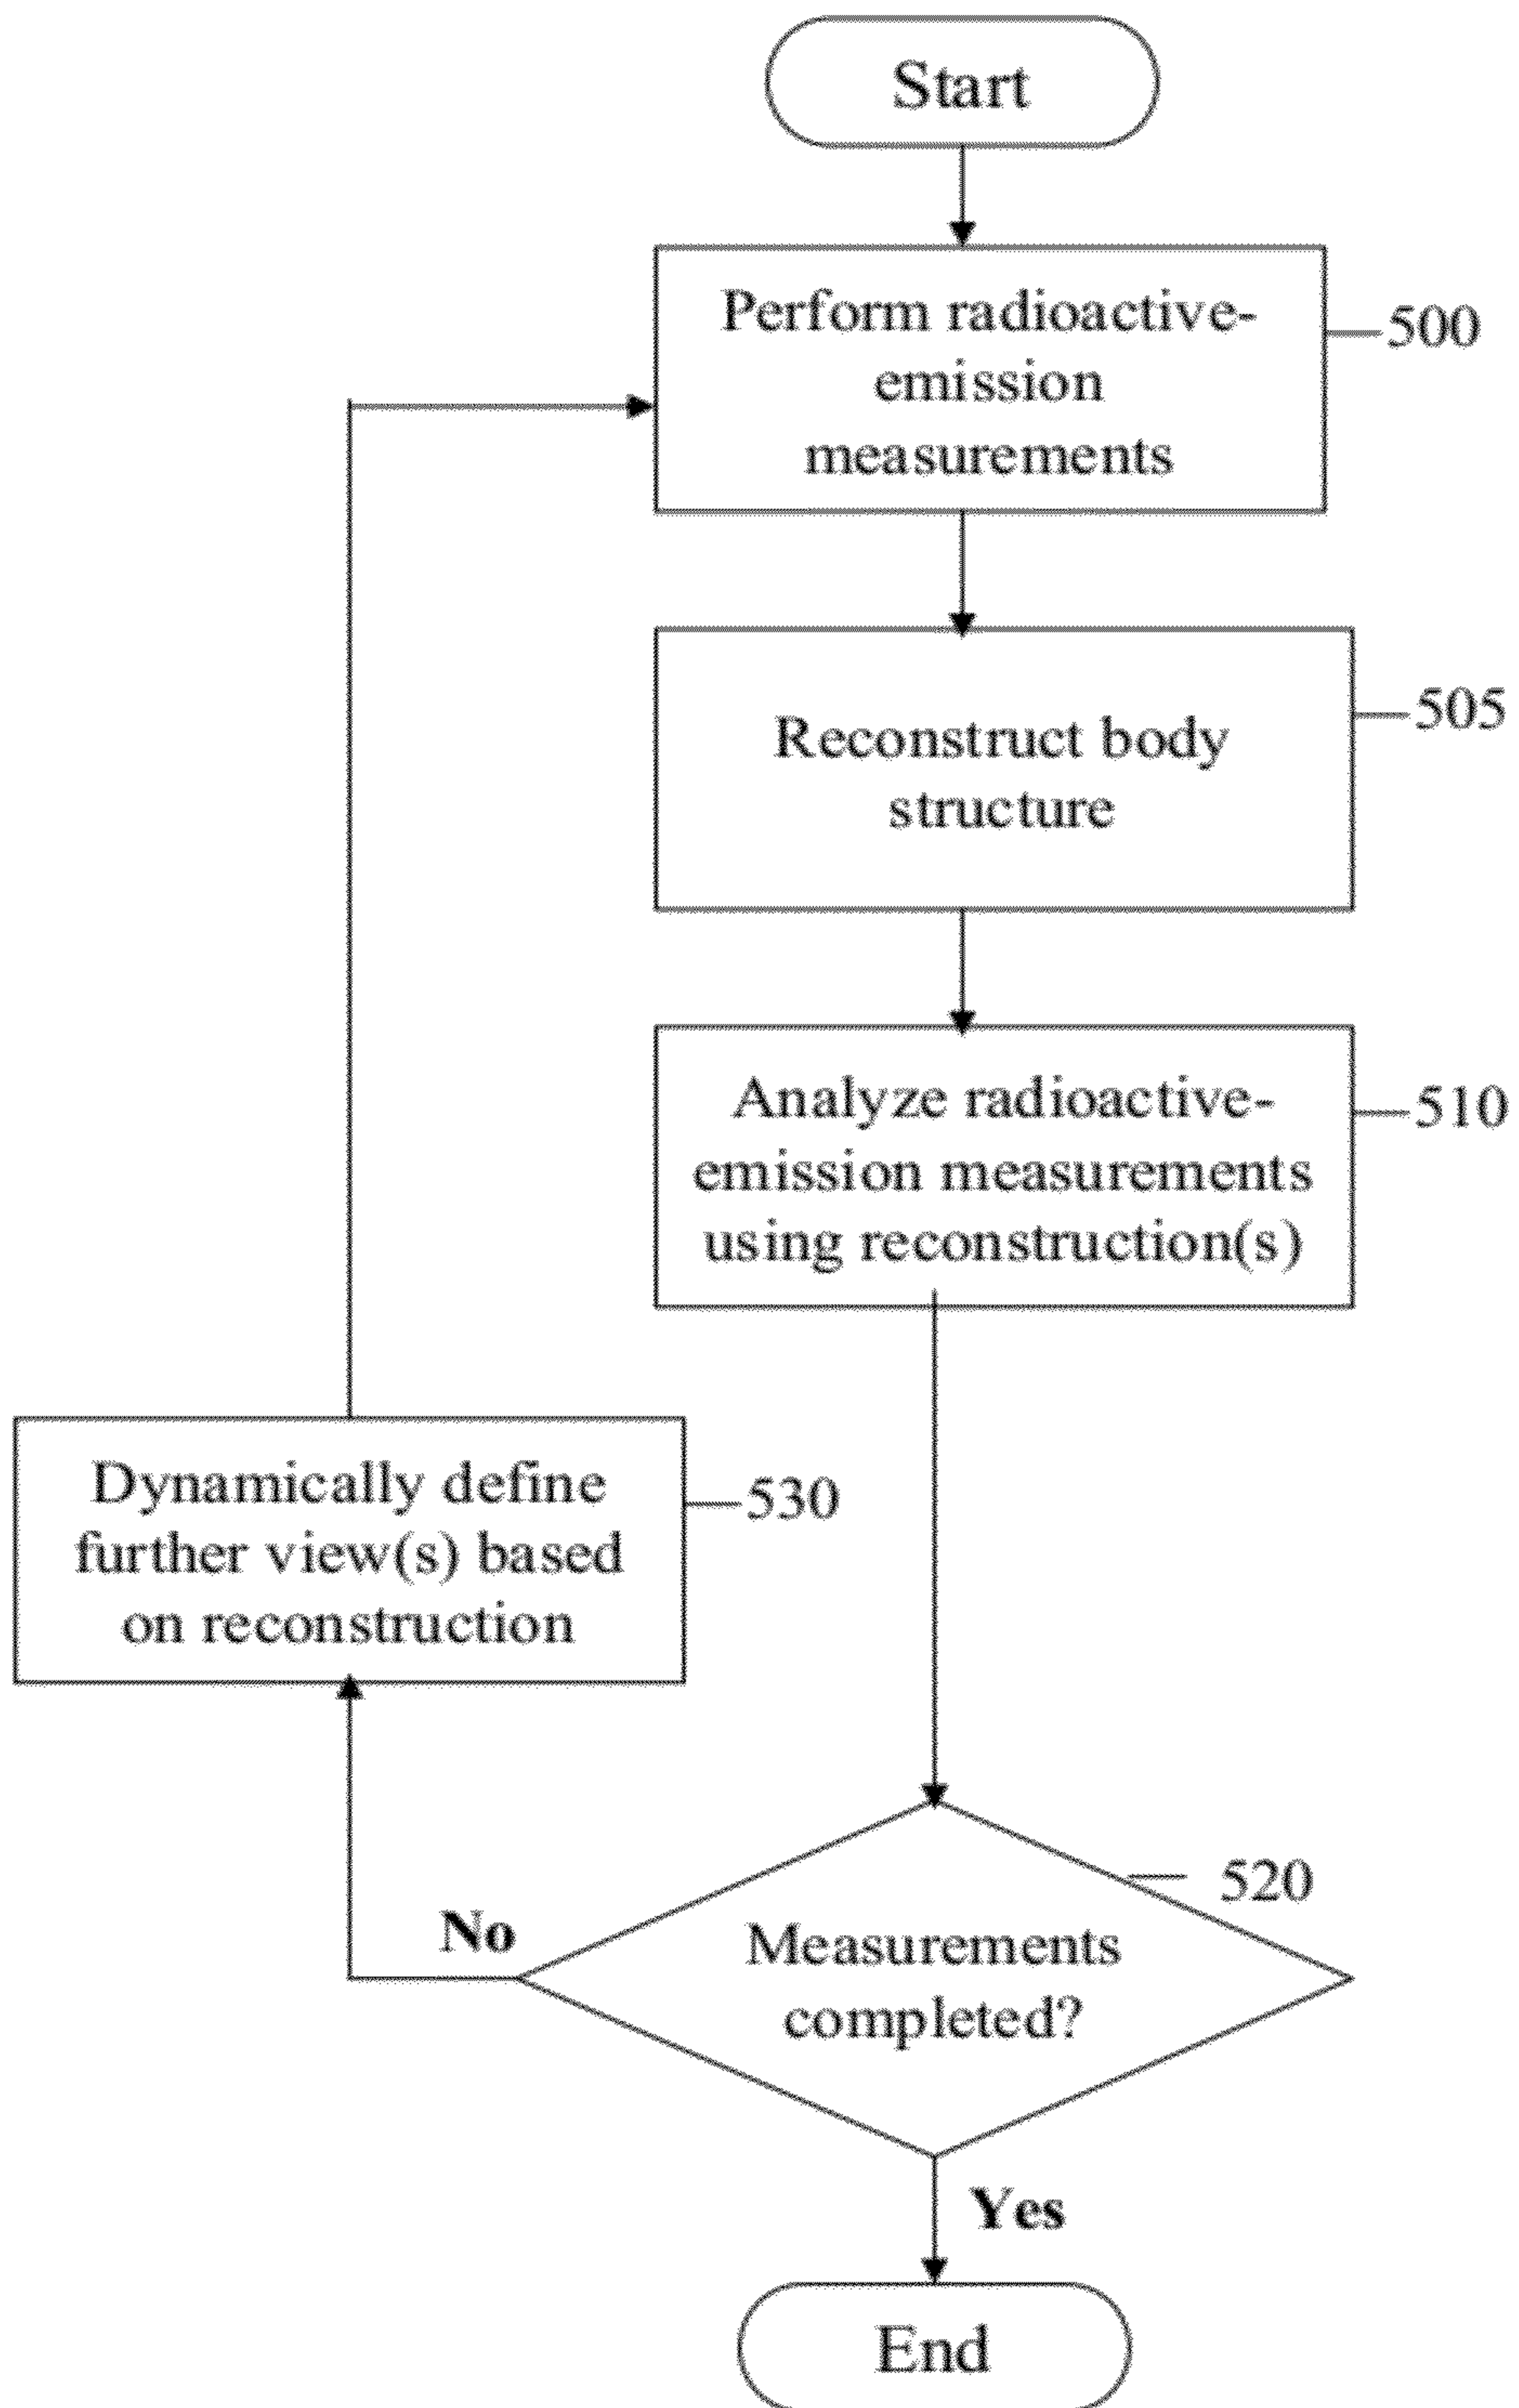 Start
Perform radioactive-
emission
measurements
500
Reconstruct body
structure
505
Analyze radioactive-
emission measurements
using reconstruction(s)
510
Dynamically define
further view(s) based
on reconstruction
530
520
No
Measurements
completed?
Yes
End